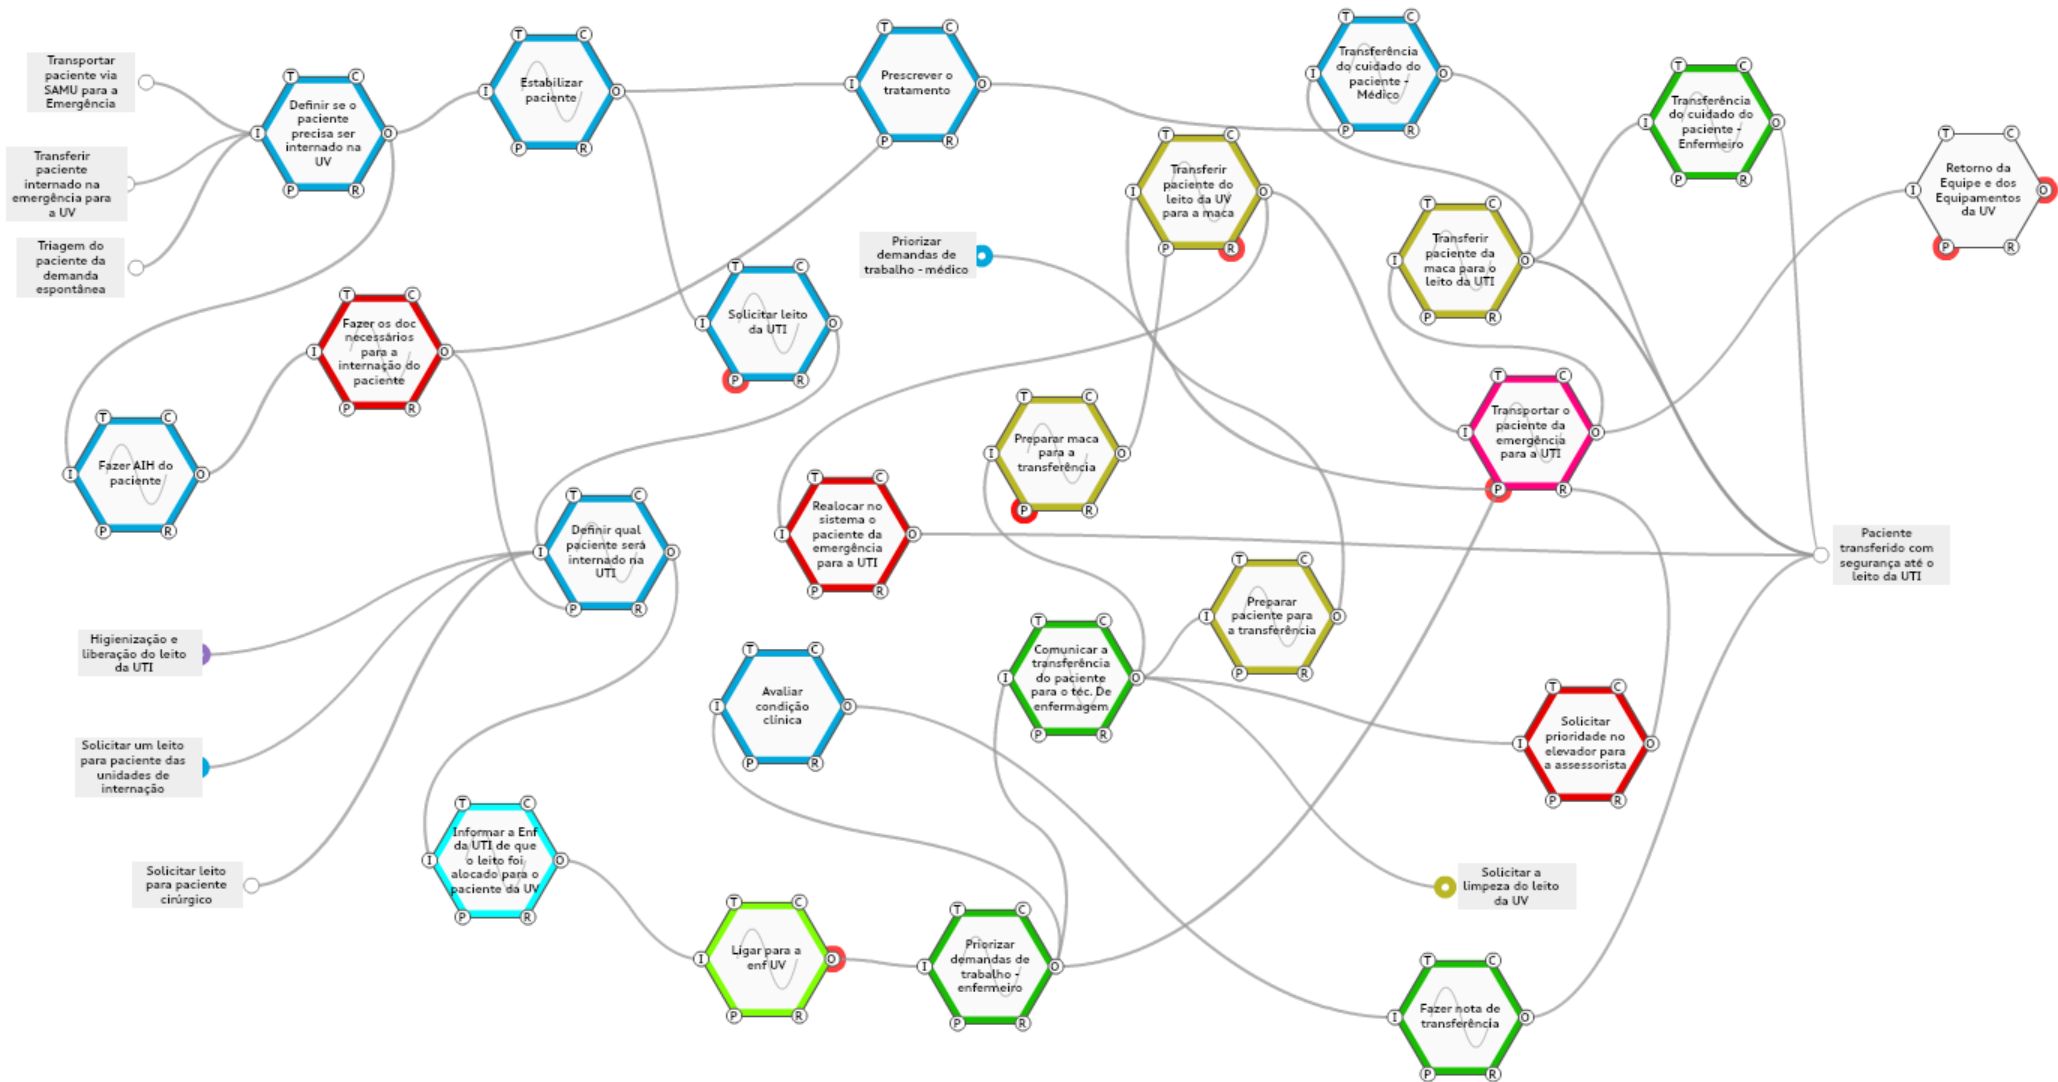 Transportar
paciente via
SAMU para a
Emergência
Transferir
paciente
internado na
emergência para
a UV
Triagem do
paciente da
demanda
espontânea
T C
I O
P R
Definir se o
paciente
precisa ser
internado na
UV
T C
I O
P R
Estabilizar
paciente
T C
I O
P R
Prescrever o
tratamento
T C
I O
P R
Transferência
do cuidado do
paciente -
Médico
T C
I O
P R
Transferência
do cuidado do
paciente -
Enfermeiro
T C
I O
P R
Retorno da
Equipe e dos
Equipamentos
da UV
T C
I O
P R
Transferir
paciente do
leito da UV
para a maca
T C
I O
P R
Transferir
paciente da
maca para o
leito da UTI
Priorizar
demandas de
trabalho - médico
T C
I O
P R
Solicitar leito
da UTI
T C
I O
P R
Fazer os doc
necessários
para a
internação do
paciente
T C
I O
P R
Fazer AIH do
paciente
T C
I O
P R
Preparar maca
para a
transferência
T C
I O
P R
Transportar o
paciente da
emergência
para a UTI
T C
I O
P R
Definir qual
paciente será
internado na
UTI
T C
I O
P R
Realocar no
sistema o
paciente da
emergência
para a UTI
Paciente
transferido com
segurança até o
leito da UTI
T C
I O
P R
Preparar
paciente para
a transferência
Higienização e
liberação do leito
da UTI
T C
I O
P R
Avaliar
condição
clínica
T C
I O
P R
Comunicar a
transferência
do paciente
para o téc. De
enfermagem
T C
I O
P R
Solicitar
prioridade no
elevador para
a assessorista
Solicitar um leito
para paciente das
unidades de
internação
Solicitar leito
para paciente
cirúrgico
T C
I O
P R
Informar a Enf
da UTI de que
o leito foi
alocado para o
paciente da UV
Solicitar a
limpeza do leito
da UV
T C
I O
P R
Ligar para a
enf UV
T C
I O
P R
Priorizar
demandas de
trabalho -
enfermeiro
T C
I O
P R
Fazer nota de
transferência